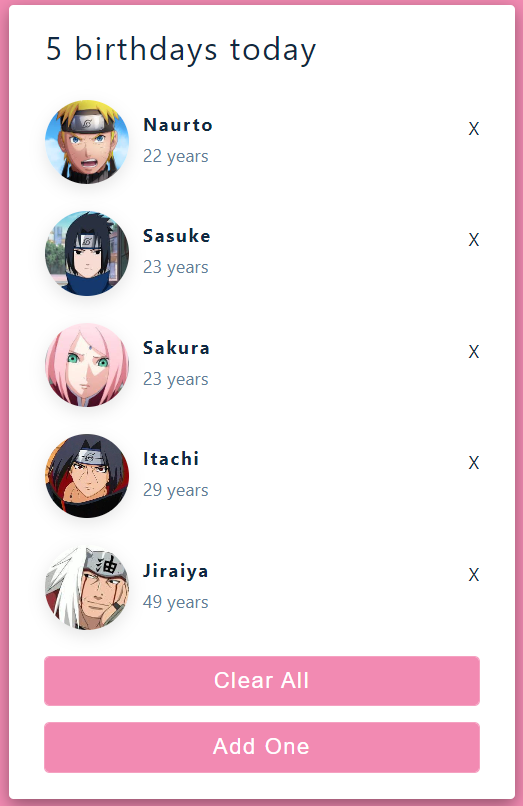 5 birthdays today
Naurto
X
22 years
Sasuke
X
23 years
Sakura
X
23 years
Itachi
X
29 years
油
Jiraiya
X
49 years
Clear All
Add One